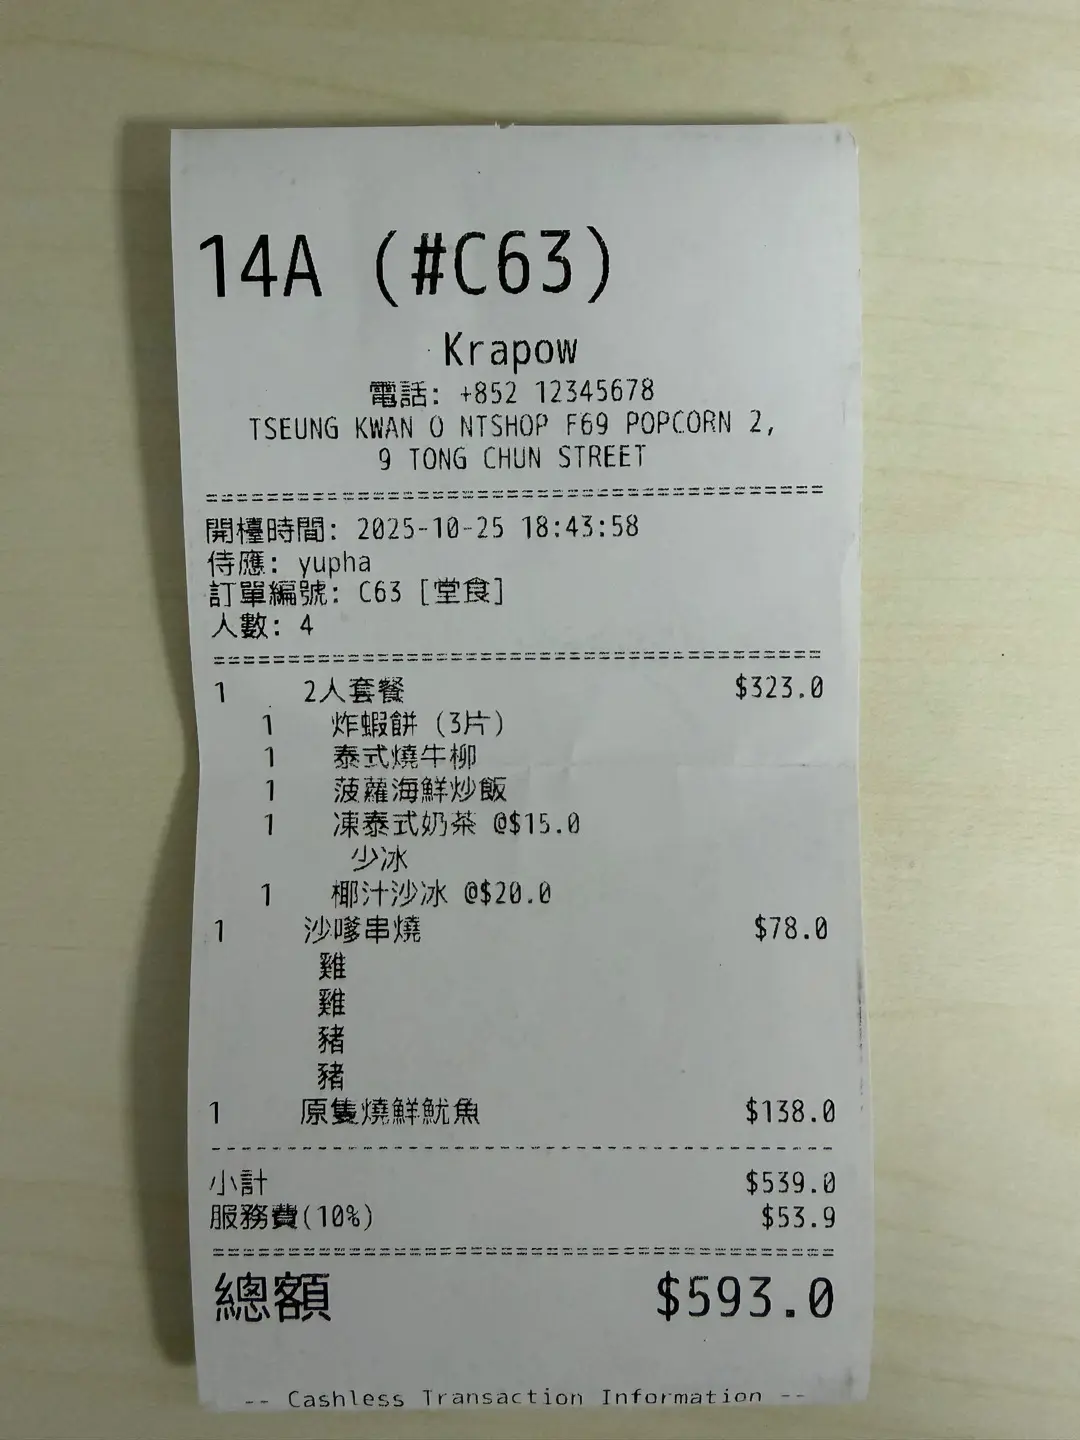 14A (#C63)
Krapow
電話: +852 12345678
TSEUNG KWAN O NTSHOP F69 POPCORN 2,
9 TONG CHUN STREET
開檯時間: 2025-10-25 18:43:58
侍應: yupha
訂單編號: C63 [堂食]
人數: 4
1 2人套餐 $323.0
1 炸蝦餅 (3片)
1 泰式燒牛柳
1 菠蘿海鮮炒飯
1 凍泰式奶茶 @$15.0
少冰
1 椰汁沙冰 @$20.0
1 沙嗲串燒 $78.0
雞
雞
豬
豬
1 原隻燒鮮魷魚 $138.0
小計 $539.0
服務費(10%) $53.9
總額 $593.0
-- Cashless Transaction Information --